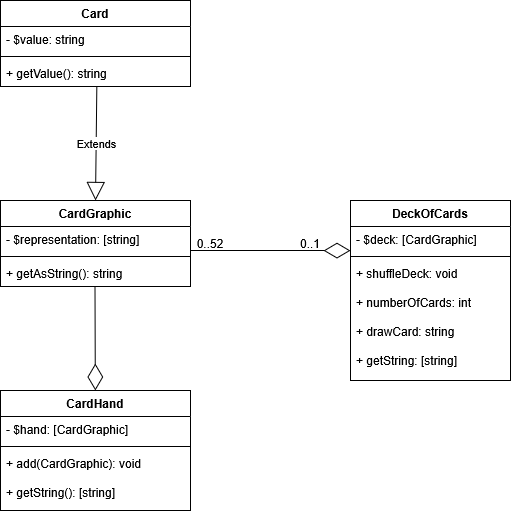 Card
- $value: string
+ getValue(): string
Extends
CardGraphic
- $representation: [string]
+ getAsString(): string
0..52
0..1
DeckOfCards
- $deck: [CardGraphic]
+ shuffleDeck: void
+ numberOfCards: int
+ drawCard: string
+ getString: [string]
CardHand
- $hand: [CardGraphic]
+ add(CardGraphic): void
+ getString(): [string]